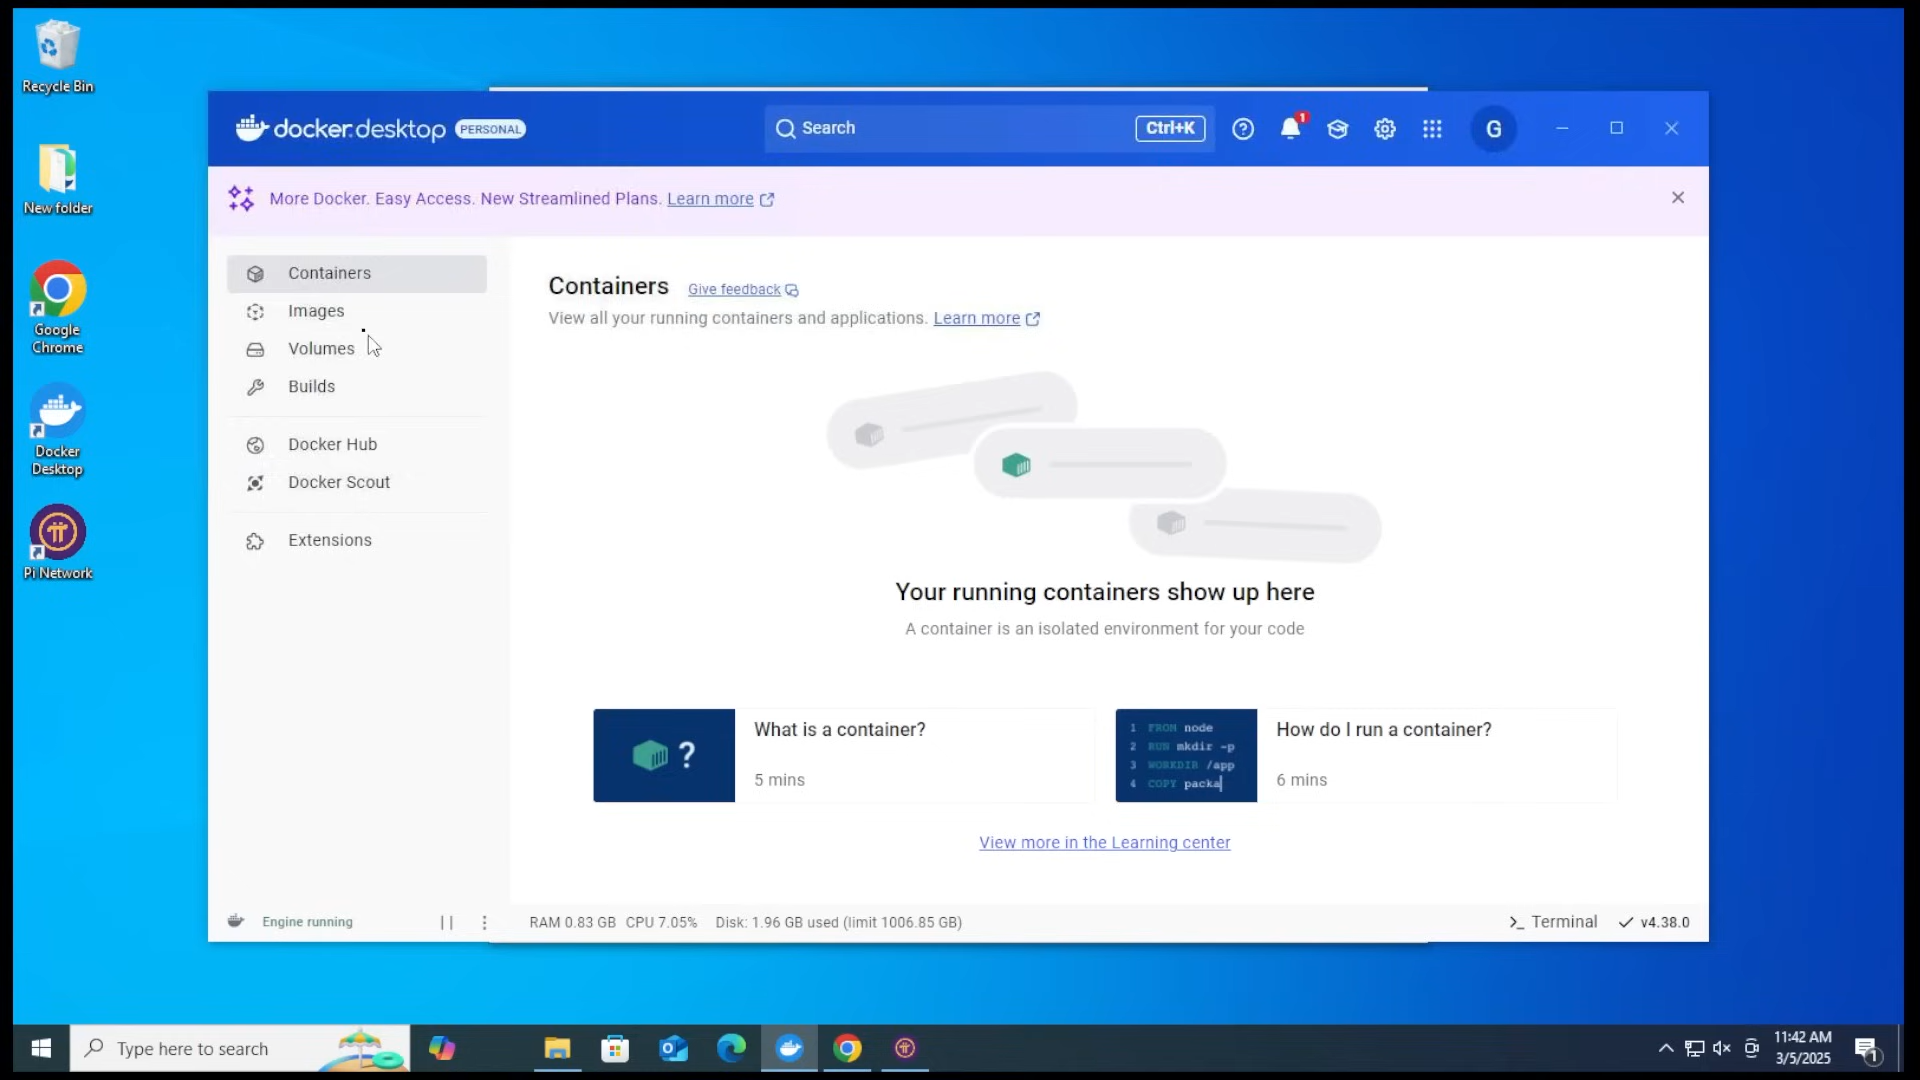 Recycle Bin
New folder
Google
Chrome
Docker
Desktop
Pi Network
docker.desktop PERSONAL
Search
Ctrl+K
1
G
More Docker. Easy Access. New Streamlined Plans. Learn more
Containers
Images
Volumes
Builds
Docker Hub
Docker Scout
Extensions
Containers Give feedback
View all your running containers and applications. Learn more
Your running containers show up here
A container is an isolated environment for your code
?
What is a container?
5 mins
1 FROM node
2 RUN mkdir -p
3 WORKDIR /app
4 COPY packa
How do I run a container?
6 mins
View more in the Learning center
Engine running
RAM 0.83 GB CPU 7.05% Disk: 1.96 GB used (limit 1006.85 GB)
>_ Terminal
v4.38.0
Type here to search
11:42 AM
3/5/2025
1